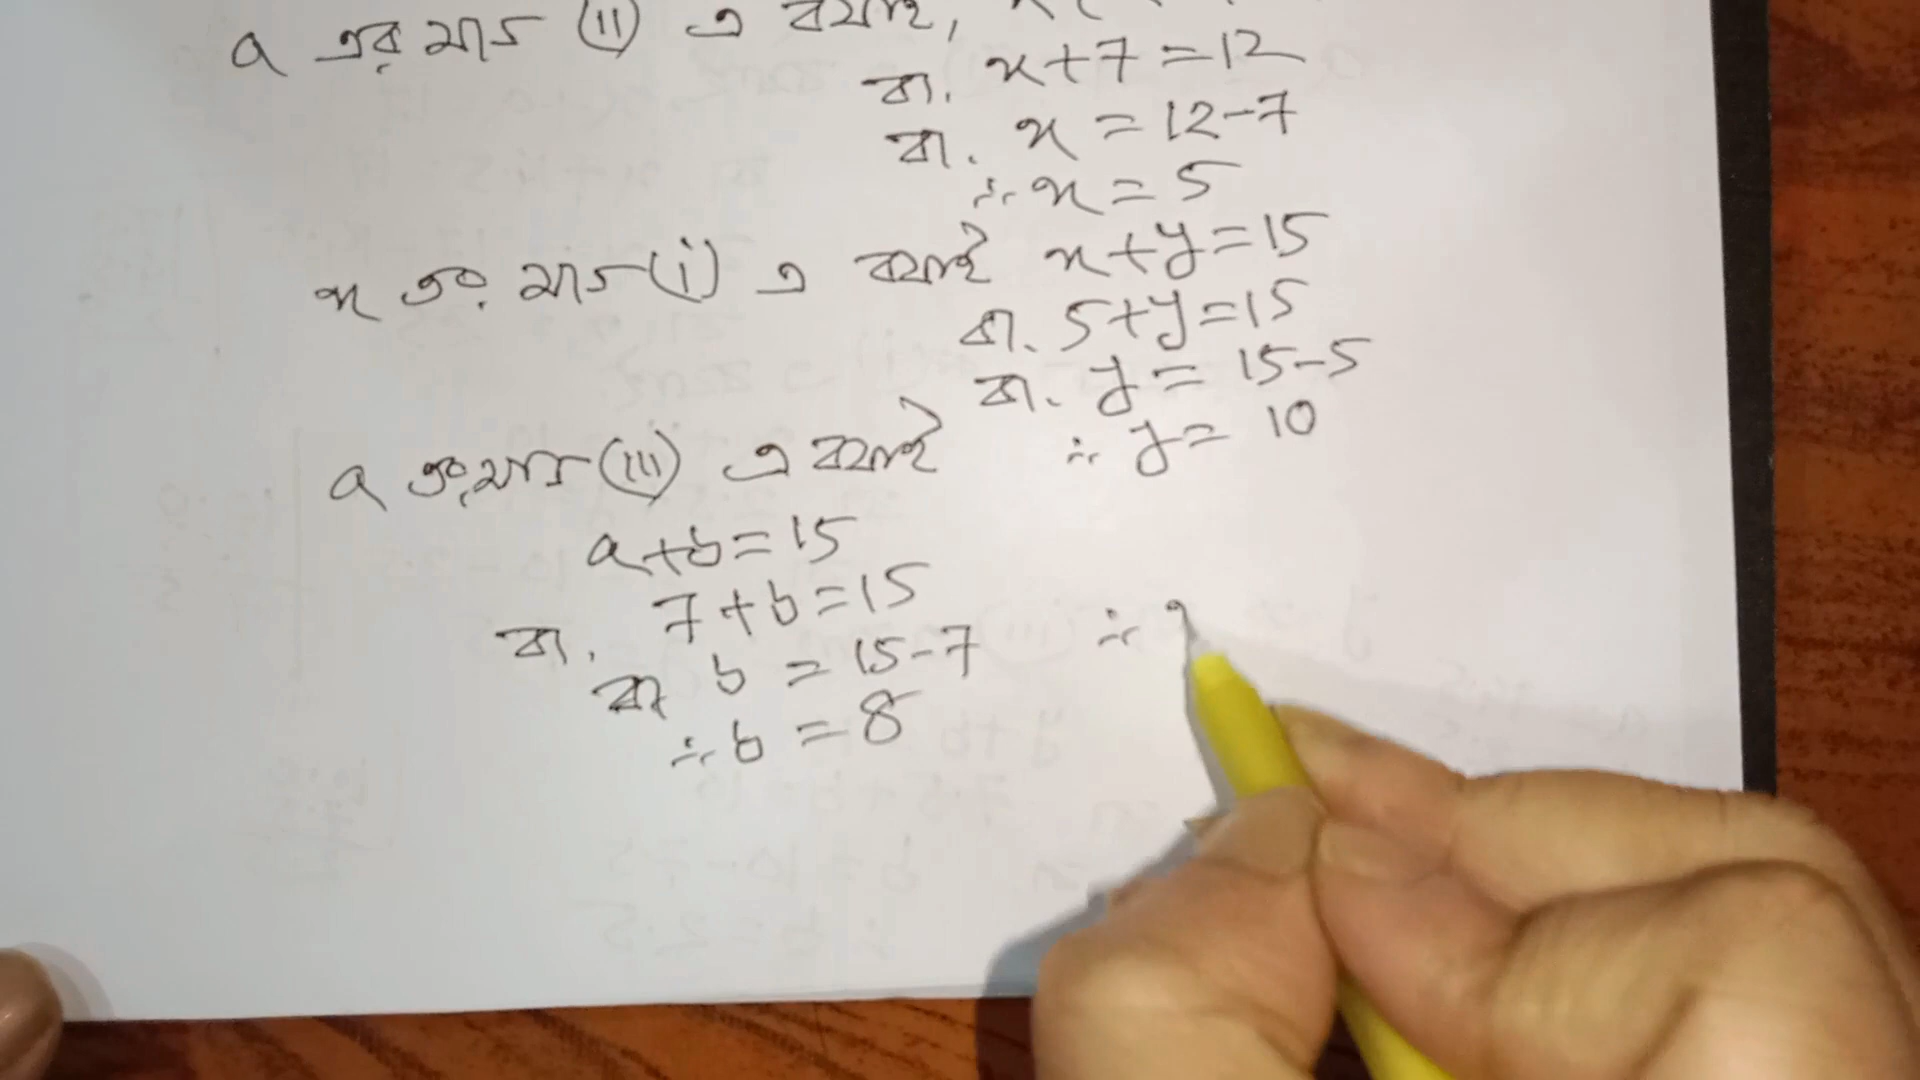 a এর মান (ii) এ বসাই,
বা. x+7=12
বা. x=12-7
∴ x=5
x এর মান (i) এ বসাই x+y=15
বা. 5+y=15
বা. y=15-5
∴ y=10
a এর মান (iii) এ বসাই
a+b=15
বা. 7+b=15
বা b=15-7
∴ b=8
∴